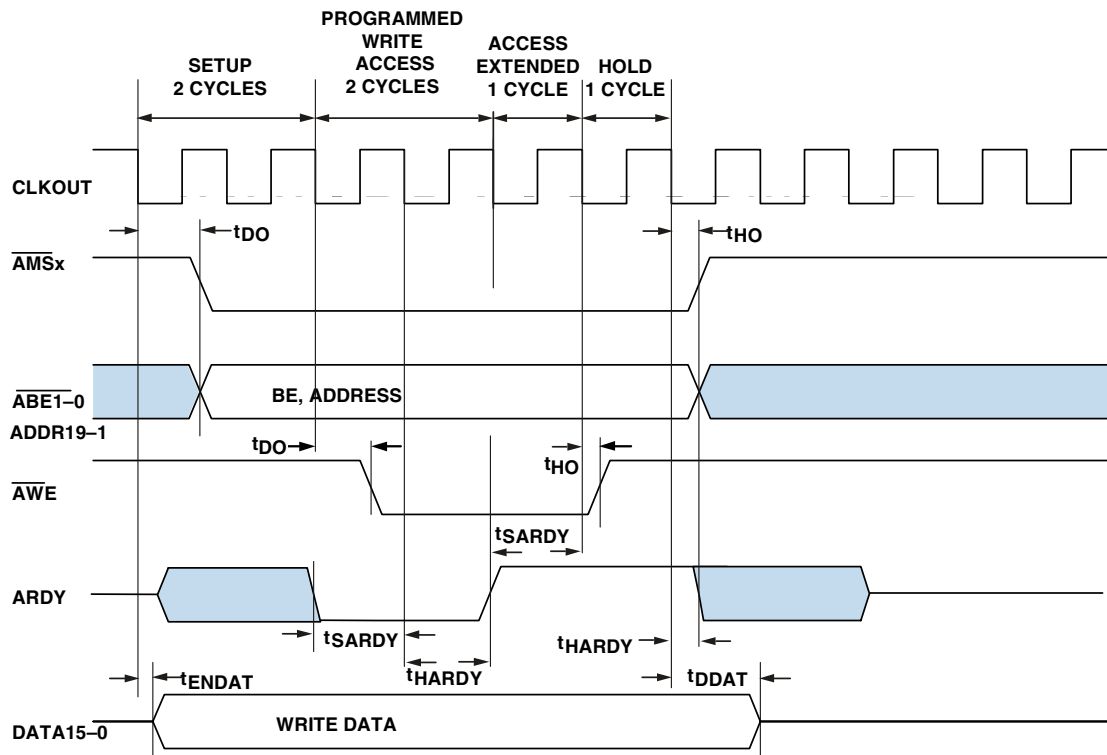 SETUP
2 CYCLES
PROGRAMMED
WRITE
ACCESS
2 CYCLES
ACCESS
EXTENDED
1 CYCLE
HOLD
1 CYCLE
CLKOUT
tDO
tHO
AMSx
ABE1–0
BE, ADDRESS
ADDR19–1
tDO
tHO
AWE
tSARDY
ARDY
tSARDY
tHARDY
tHARDY
tENDAT
tDDAT
DATA15–0
WRITE DATA